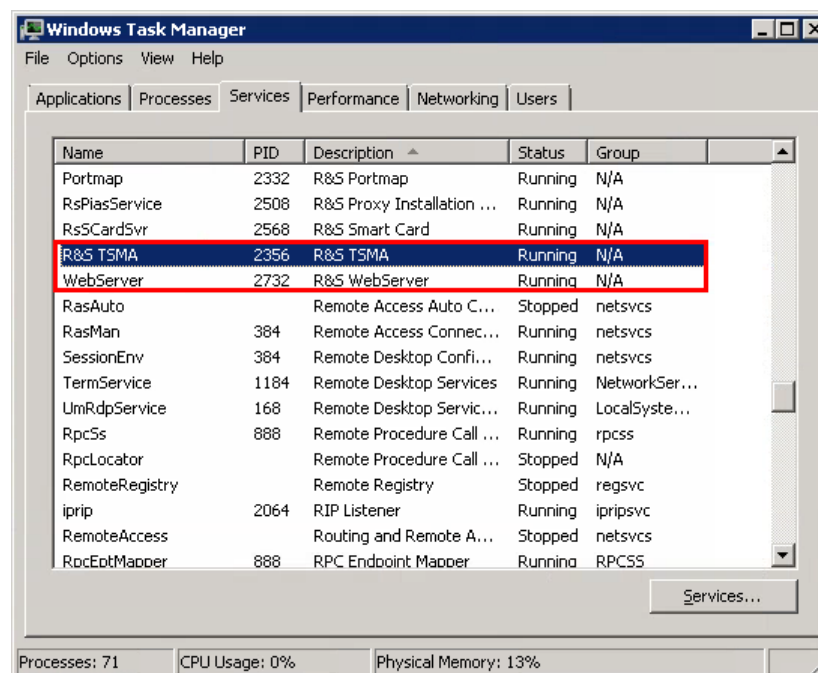 Windows Task Manager
File Options View Help
Applications Processes Services Performance Networking Users
Name PID Description Status Group
Portmap 2332 R&S Portmap Running N/A
RsPiasService 2508 R&S Proxy Installation ... Running N/A
RsSCardSvr 2568 R&S Smart Card Running N/A
R&S TSMA 2356 R&S TSMA Running N/A
WebServer 2732 R&S WebServer Running N/A
RasAuto Remote Access Auto C... Stopped netsvcs
RasMan 384 Remote Access Connec... Running netsvcs
SessionEnv 384 Remote Desktop Confi... Running netsvcs
TermService 1184 Remote Desktop Services Running NetworkSer...
UmRdpService 168 Remote Desktop Servic... Running LocalSyste...
RpcSs 888 Remote Procedure Call ... Running rpcss
RpcLocator Remote Procedure Call ... Stopped N/A
RemoteRegistry Remote Registry Stopped regsvc
iprip 2064 RIP Listener Running ipripsvc
RemoteAccess Routing and Remote A... Stopped netsvcs
RpcEptMapper 888 RPC Endpoint Mapper Running RPCSS
Services...
Processes: 71 CPU Usage: 0% Physical Memory: 13%